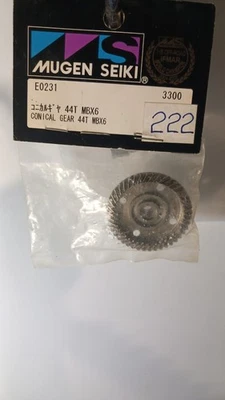 MUGEN SEIKI®
E0231 3300
コニカルギヤ 44T MBX6
CONICAL GEAR 44T MBX6
222